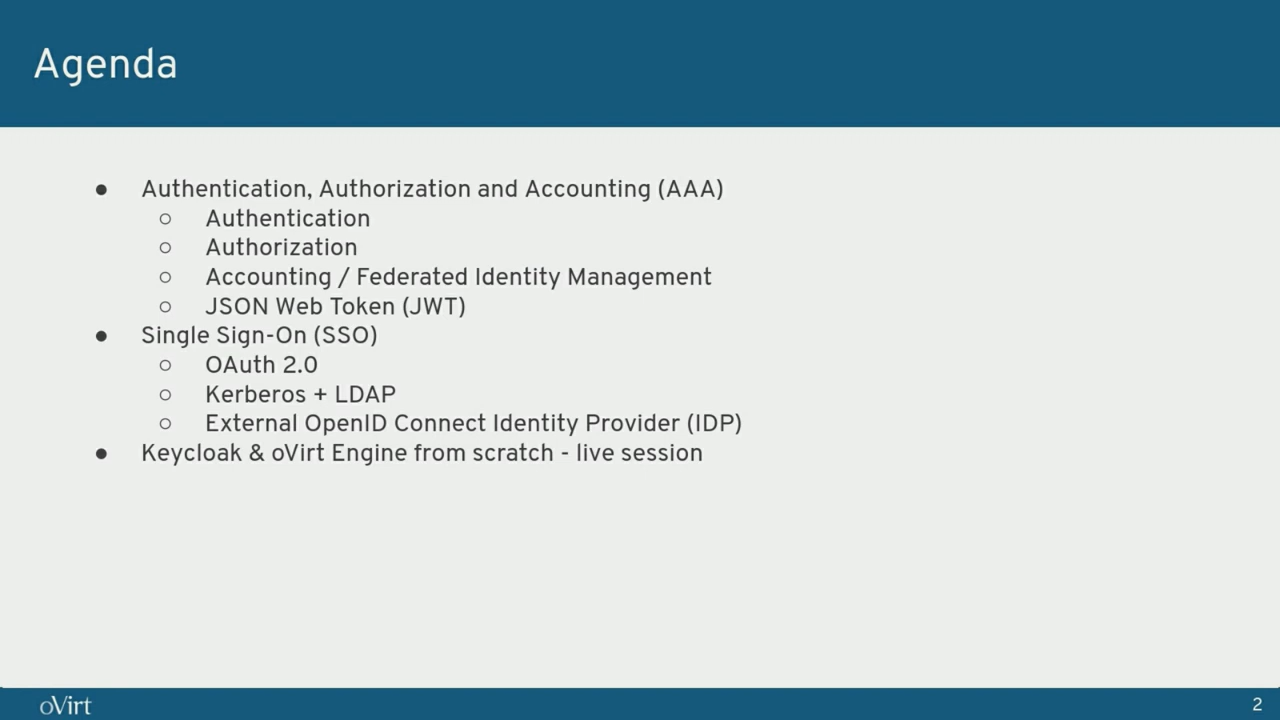 Agenda
● Authentication, Authorization and Accounting (AAA)
○ Authentication
○ Authorization
○ Accounting / Federated Identity Management
○ JSON Web Token (JWT)
● Single Sign-On (SSO)
○ OAuth 2.0
○ Kerberos + LDAP
○ External OpenID Connect Identity Provider (IDP)
● Keycloak & oVirt Engine from scratch - live session
oVirt
2